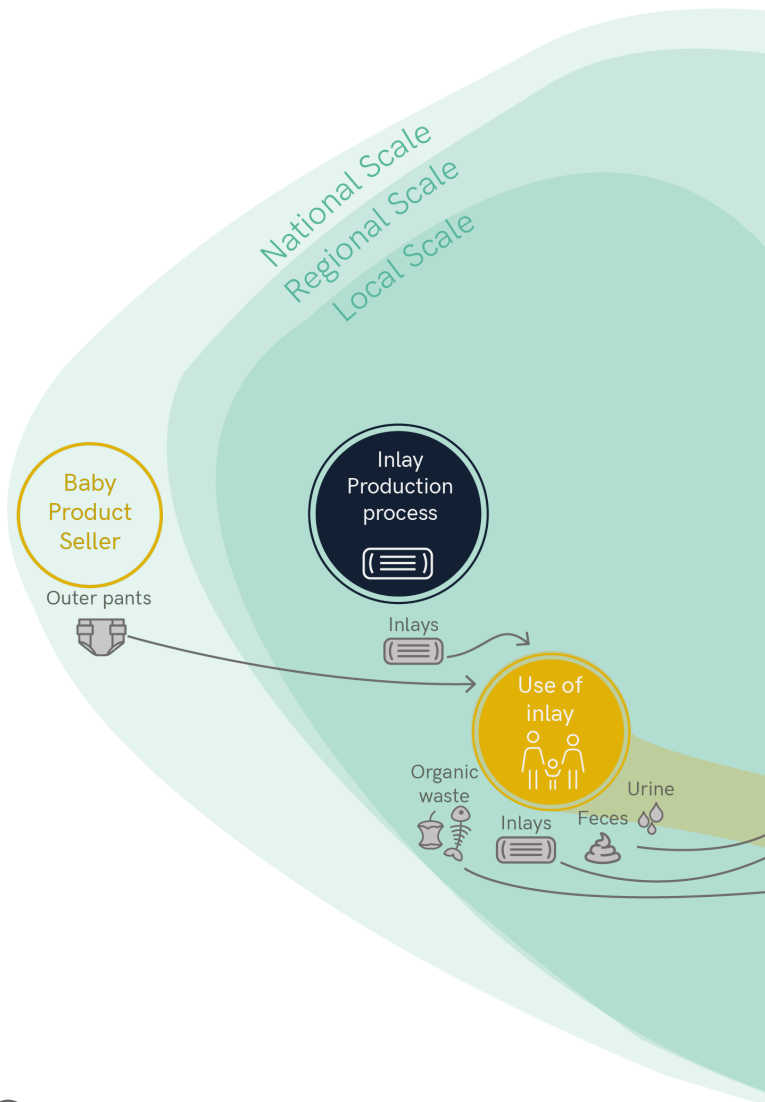 National Scale
Regional Scale
Local Scale
Baby
Product
Seller
Outer pants
Inlay
Production
process
Inlays
Use of
inlay
Organic
waste
Inlays
Feces
Urine